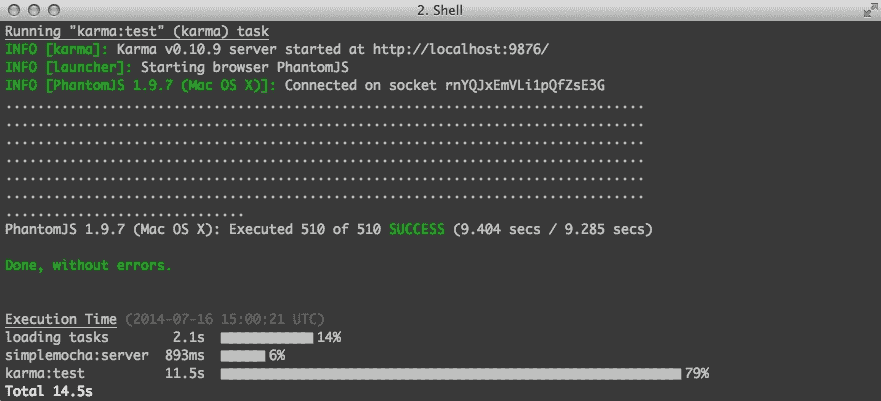 2. Shell
Running "karma:test" (karma) task
INFO [karma]: Karma v0.10.9 server started at http://localhost:9876/
INFO [launcher]: Starting browser PhantomJS
INFO [PhantomJS 1.9.7 (Mac OS X)]: Connected on socket rnYQJxEmVLi1pQfZsE3G
................................................................................
................................................................................
................................................................................
................................................................................
................................................................................
................................................................................
..............................
PhantomJS 1.9.7 (Mac OS X): Executed 510 of 510 SUCCESS (9.404 secs / 9.285 secs)
Done, without errors.
Execution Time (2014-07-16 15:00:21 UTC)
loading tasks 2.1s 14%
simplemocha:server 893ms 6%
karma:test 11.5s 79%
Total 14.5s